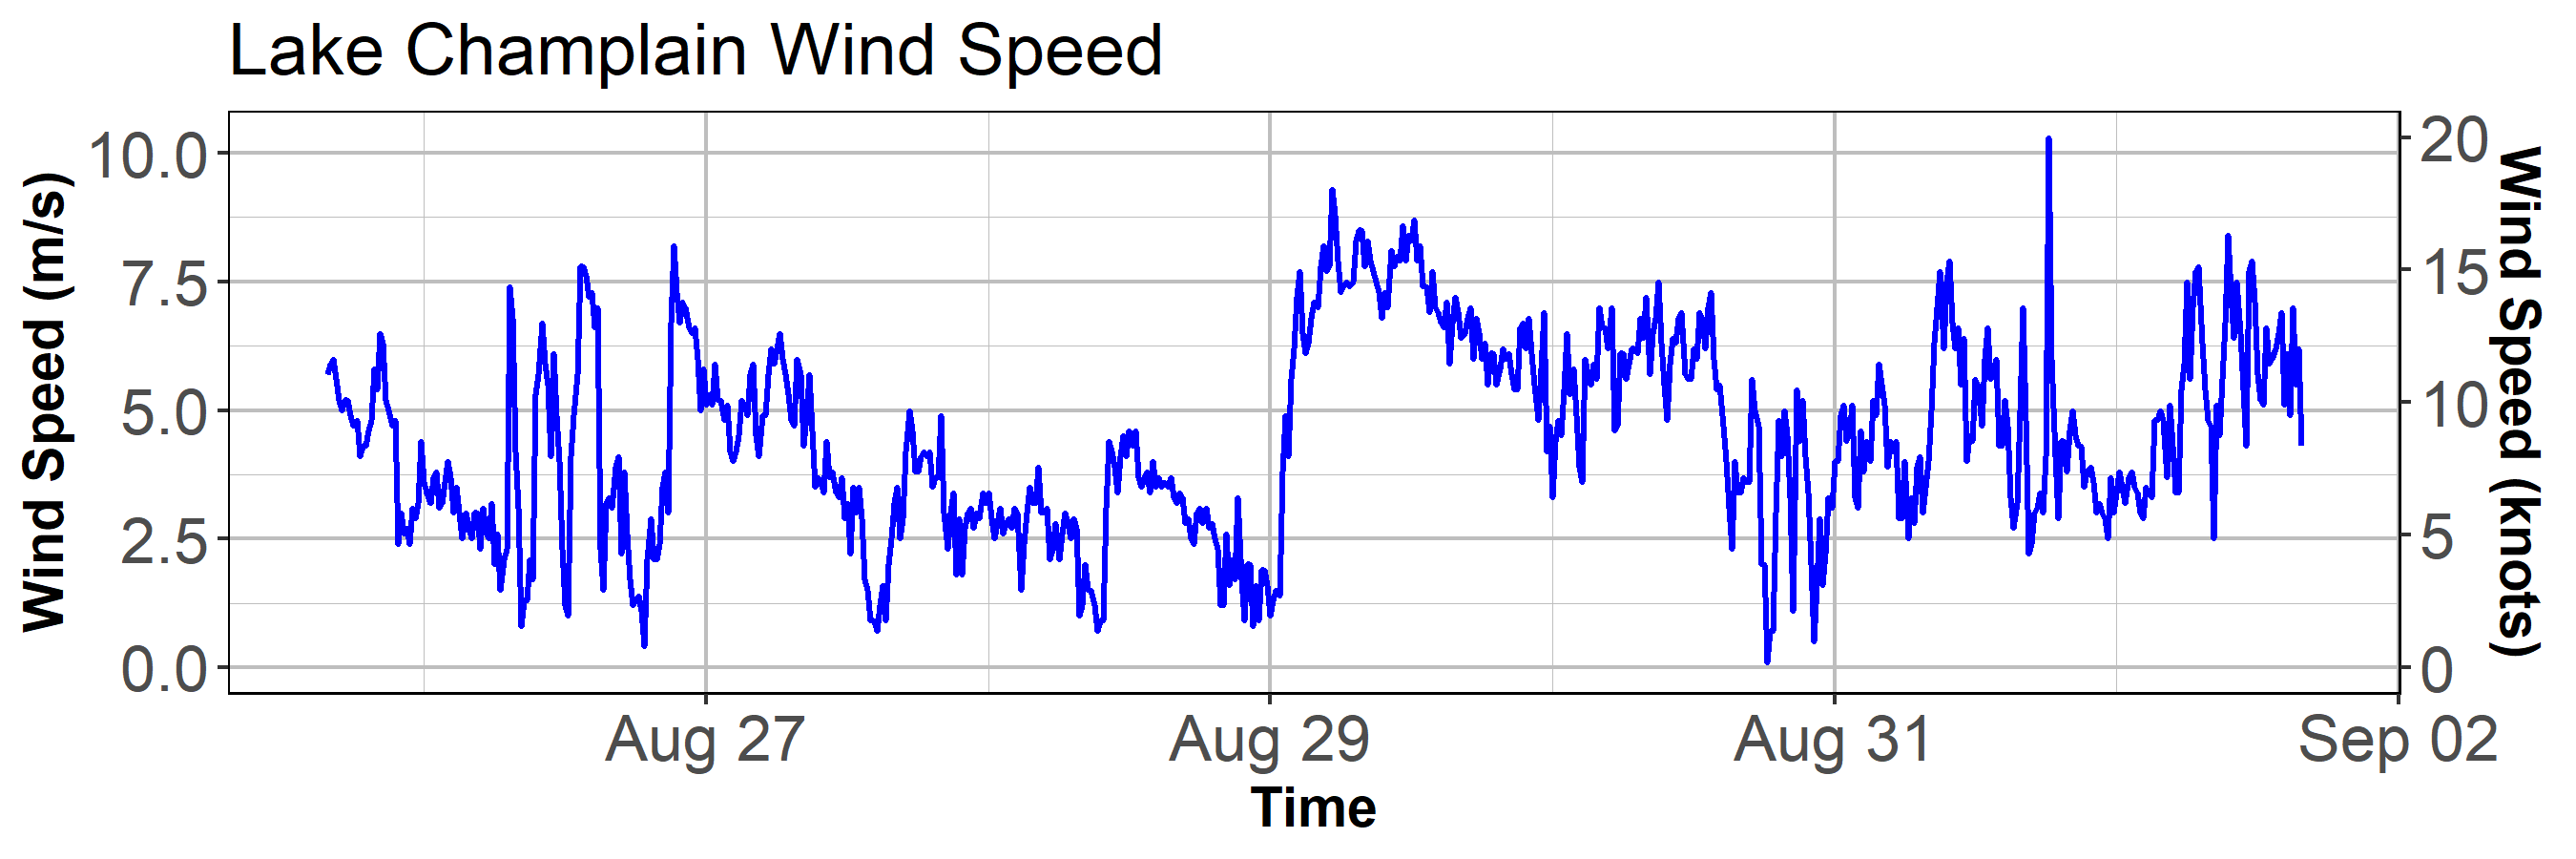 Lake Champlain Wind Speed
Wind Speed (m/s)
10.0
7.5
5.0
2.5
0.0
20
15
10
5
0
Wind Speed (knots)
Aug 27
Aug 29
Aug 31
Sep 02
Time